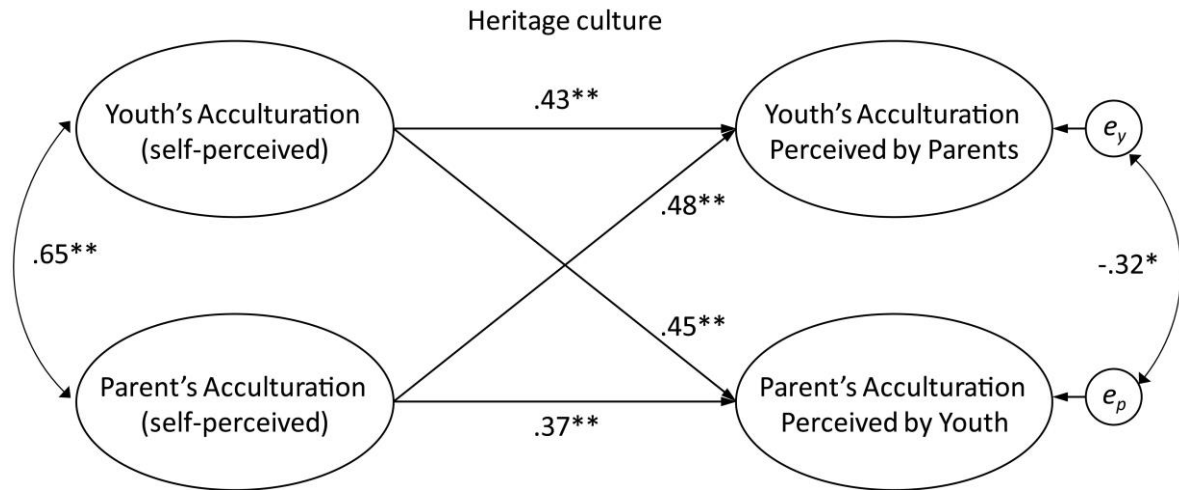 Heritage culture
Youth's Acculturation
(self-perceived)
.43**
Youth's Acculturation
Perceived by Parents
e_y
.48**
.65**
-.32*
.45**
Parent's Acculturation
(self-perceived)
.37**
Parent's Acculturation
Perceived by Youth
e_p